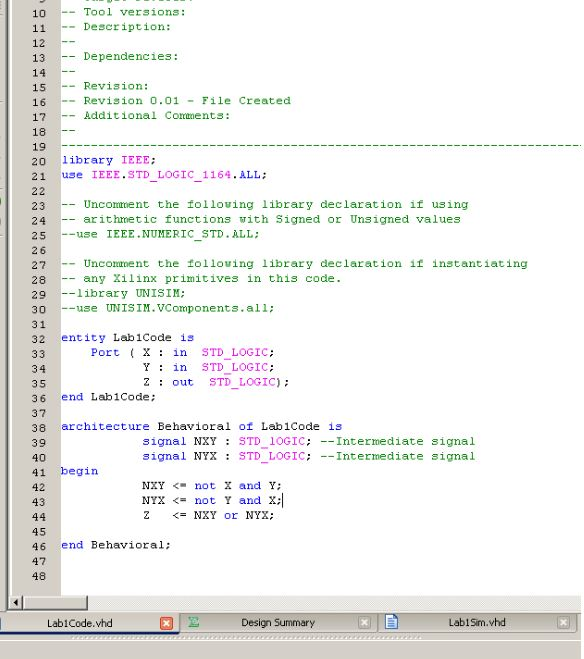 10 -- Tool versions:
11 -- Description:
12 --
13 -- Dependencies:
14 --
15 -- Revision:
16 -- Revision 0.01 - File Created
17 -- Additional Comments:
18 --
19 ----------------------------------------------------------------------
20 library IEEE;
21 use IEEE.STD_LOGIC_1164.ALL;
22
23 -- Uncomment the following library declaration if using
24 -- arithmetic functions with Signed or Unsigned values
25 --use IEEE.NUMERIC_STD.ALL;
26
27 -- Uncomment the following library declaration if instantiating
28 -- any Xilinx primitives in this code.
29 --library UNISIM;
30 --use UNISIM.VComponents.all;
31
32 entity Lab1Code is
33 Port ( X : in STD_LOGIC;
34 Y : in STD_LOGIC;
35 Z : out STD_LOGIC);
36 end Lab1Code;
37
38 architecture Behavioral of Lab1Code is
39 signal NXY : STD_lOGIC; --Intermediate signal
40 signal NYX : STD_LOGIC; --Intermediate signal
41 begin
42 NXY <= not X and Y;
43 NYX <= not Y and X;
44 Z <= NXY or NYX;
45
46 end Behavioral;
47
48
Lab1Code.vhd Design Summary Lab1Sim.vhd